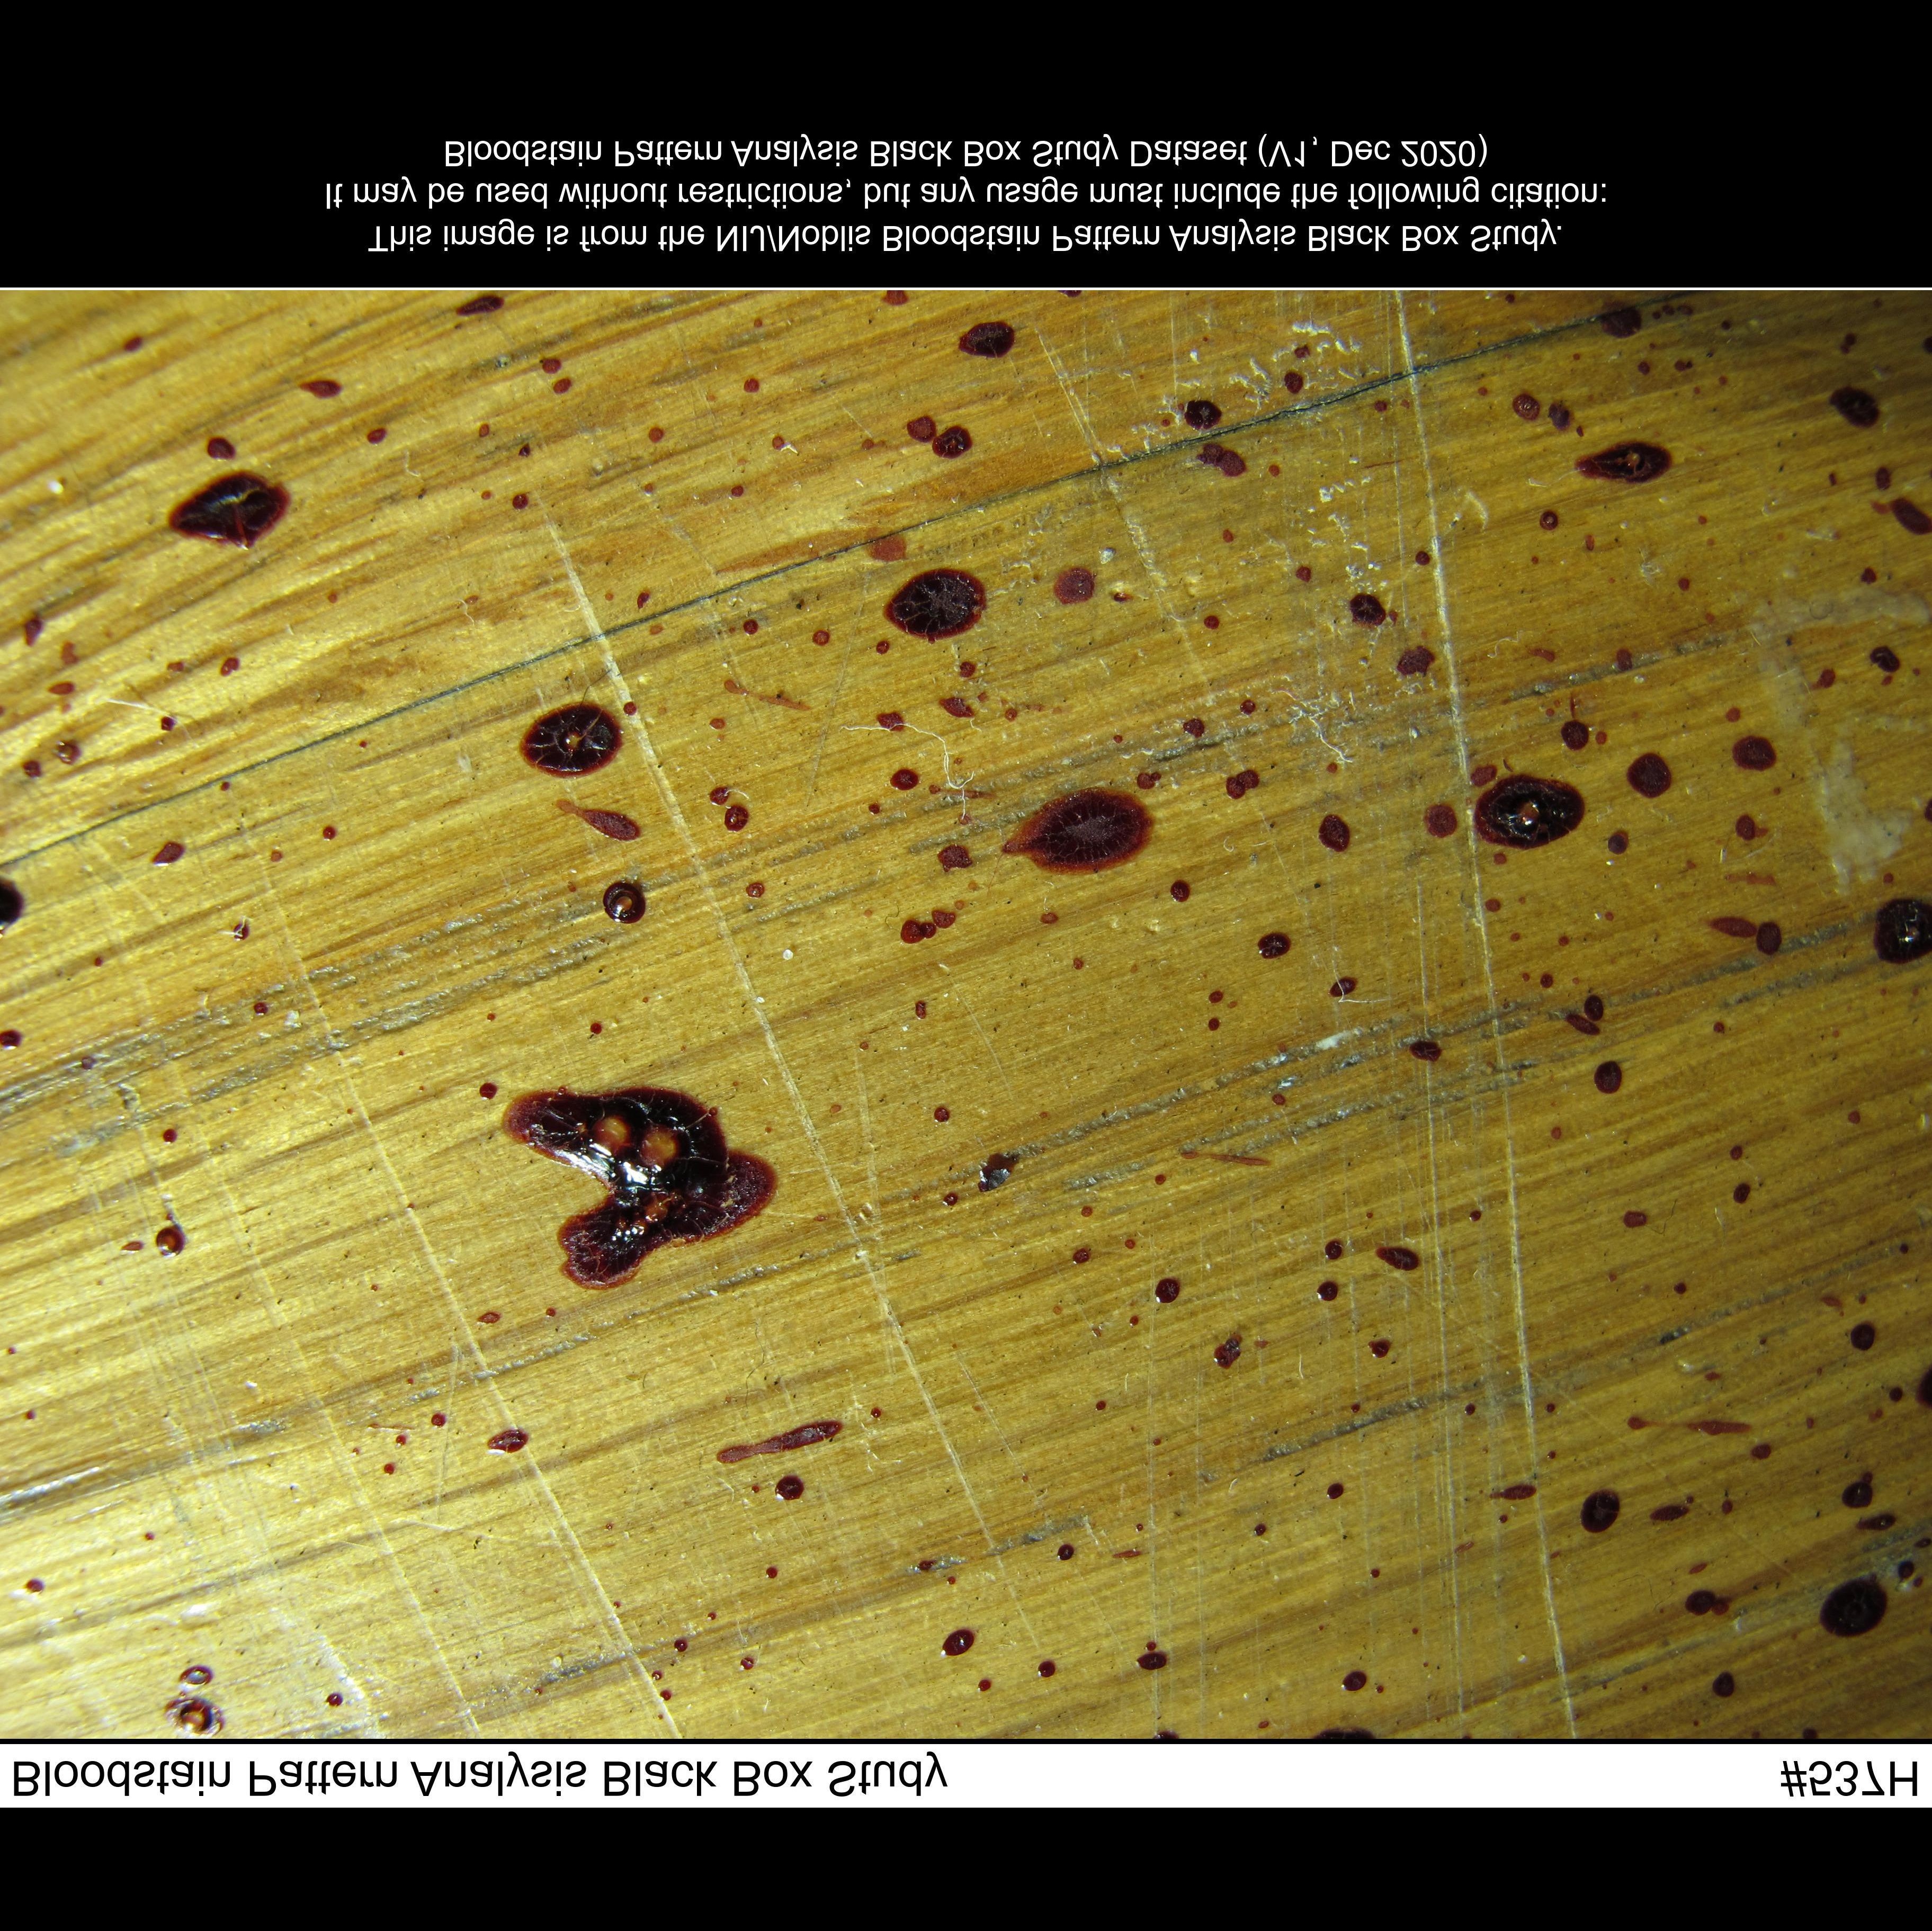 Bloodstain Pattern Analysis Black Box Study
#537H
This image is from the NIJ/Noblis Bloodstain Pattern Analysis Black Box Study.
It may be used without restrictions, but any usage must include the following citation:
Bloodstain Pattern Analysis Black Box Study Dataset (V1, Dec 2020)